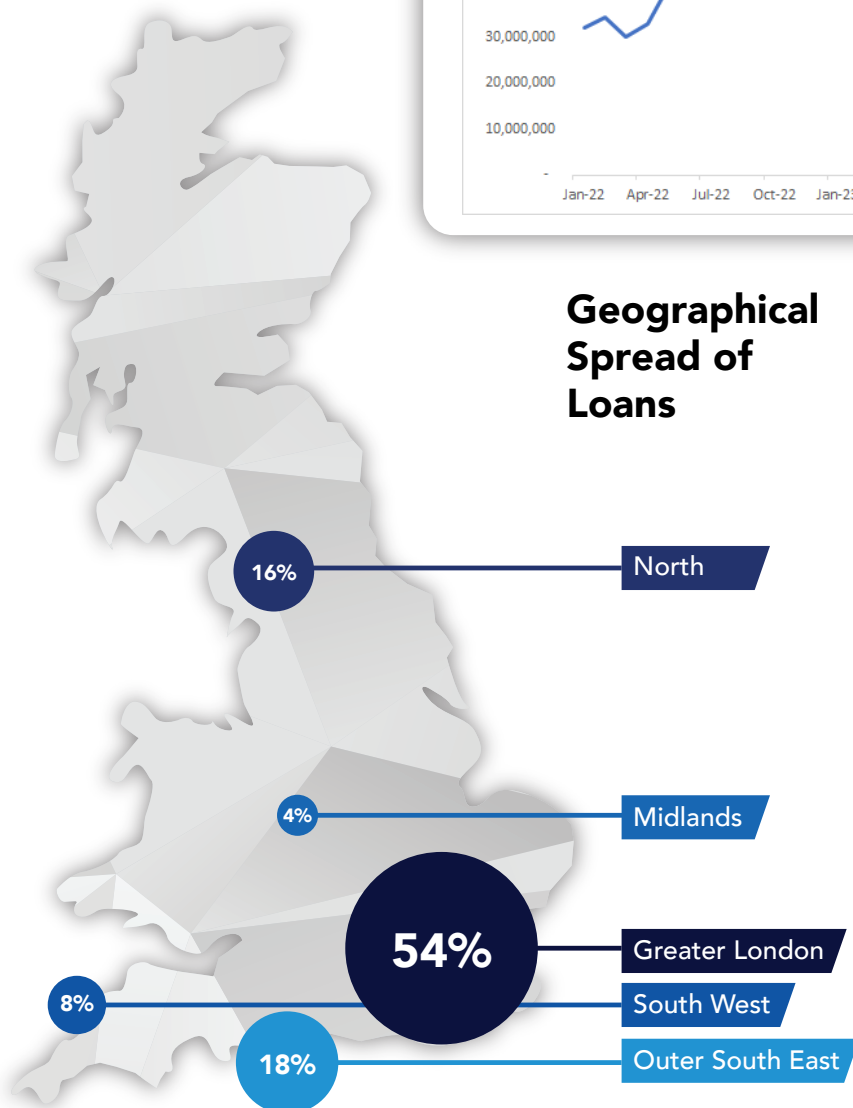 30,000,000
20,000,000
10,000,000
-
Jan-22 Apr-22 Jul-22 Oct-22
Geographical
Spread of
Loans
16%
North
4%
Midlands
54%
Greater London
8%
South West
18%
Outer South East